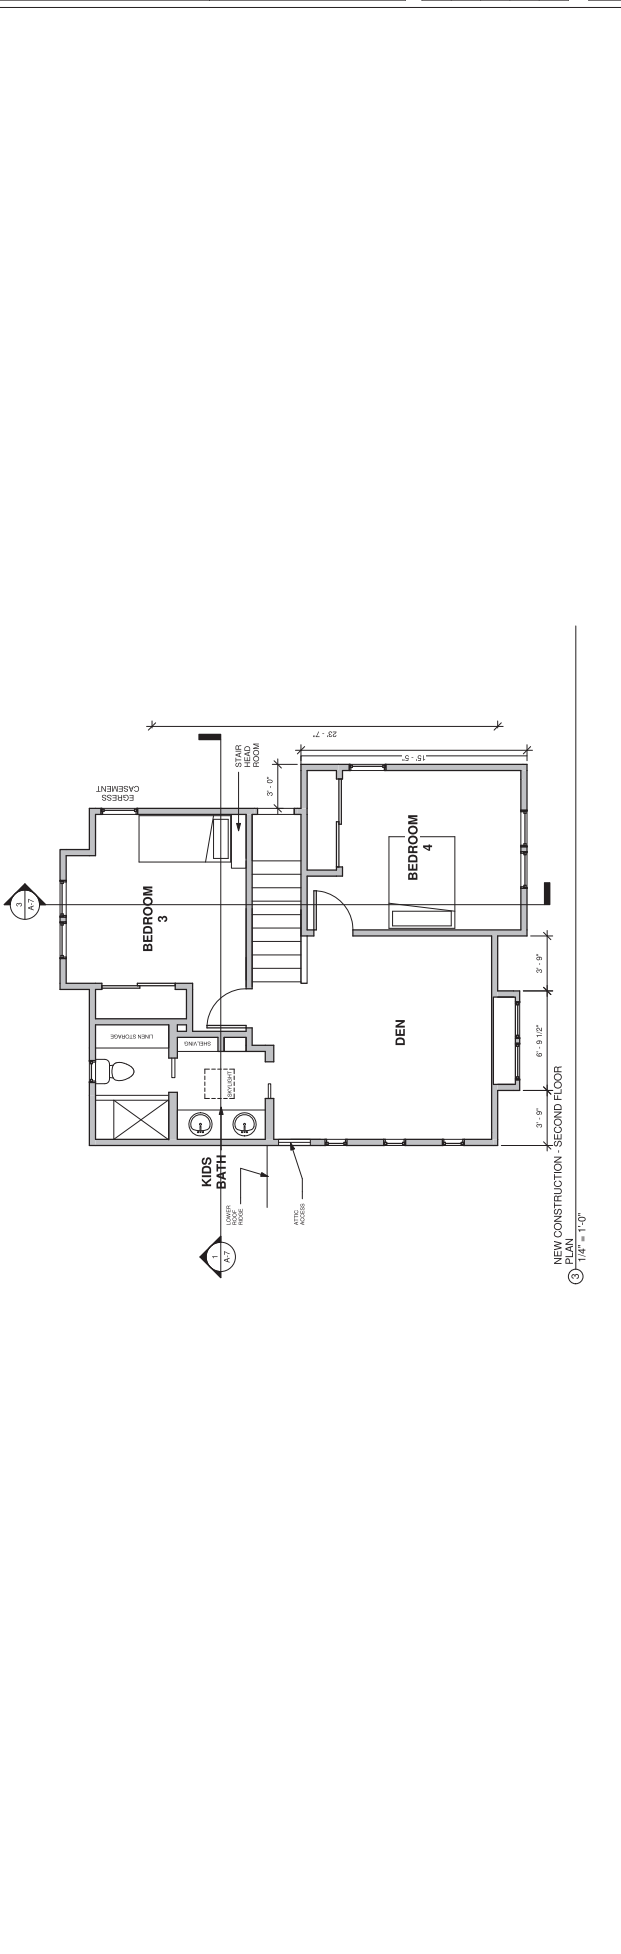 3
A-7
EGRESS
CASEMENT
BEDROOM
3
STAIR
HEAD
ROOM
23' - 7"
15' - 5"
3' - 0"
BEDROOM
4
LINEN STORAGE
SHELVING
SKYLIGHT
DEN
KIDS
BATH
LOWER
ROOF
RIDGE
ATTIC
ACCESS
1
A-7
3' - 9"
6' - 9 1/2"
3' - 9"
NEW CONSTRUCTION - SECOND FLOOR
PLAN
3
1/4" = 1'-0"